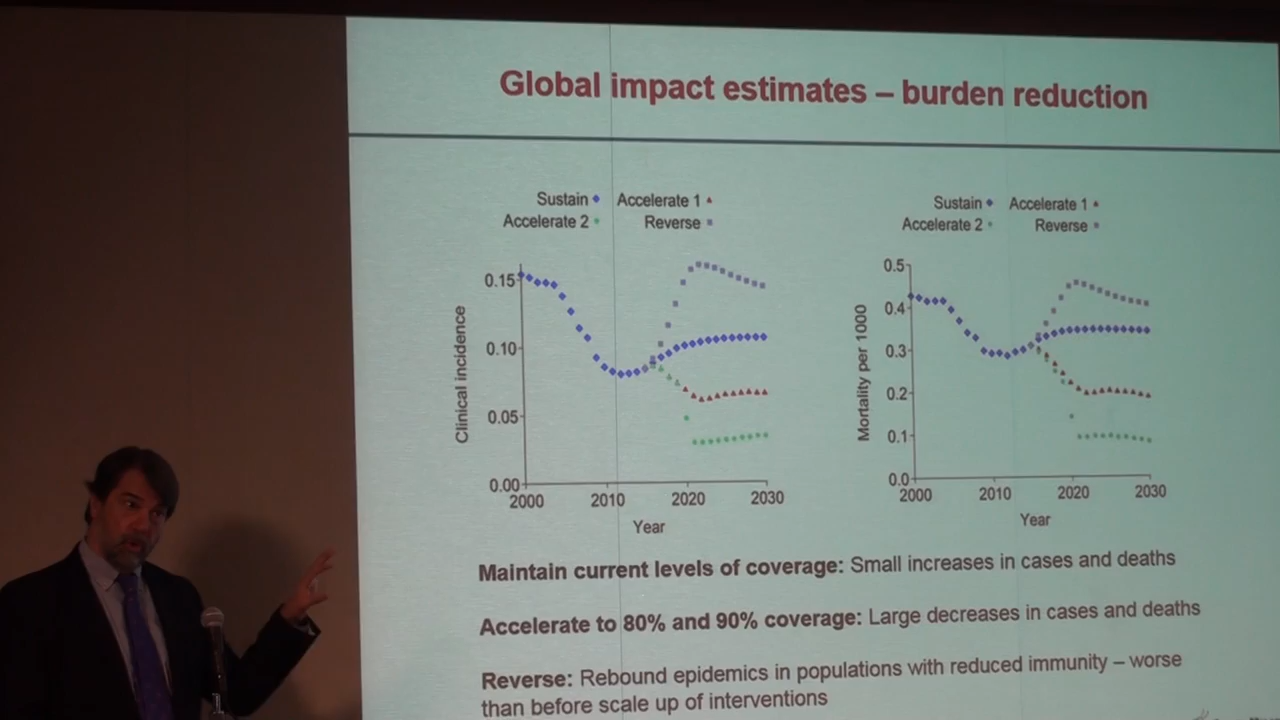 Global impact estimates – burden reduction
Sustain Accelerate 1
Accelerate 2 Reverse
Clinical incidence
0.15
0.10
0.05
0.00
2000 2010 2020 2030
Year
Sustain Accelerate 1
Accelerate 2 Reverse
Mortality per 1000
0.5
0.4
0.3
0.2
0.1
0.0
2000 2010 2020 2030
Year
Maintain current levels of coverage: Small increases in cases and deaths
Accelerate to 80% and 90% coverage: Large decreases in cases and deaths
Reverse: Rebound epidemics in populations with reduced immunity – worse
than before scale up of interventions